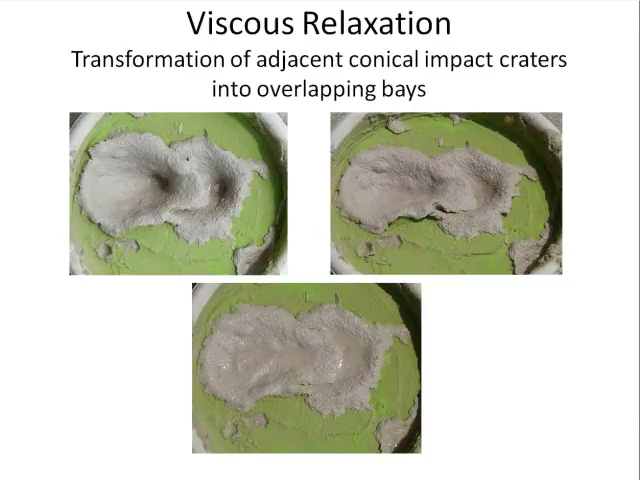 Viscous Relaxation
Transformation of adjacent conical impact craters
into overlapping bays